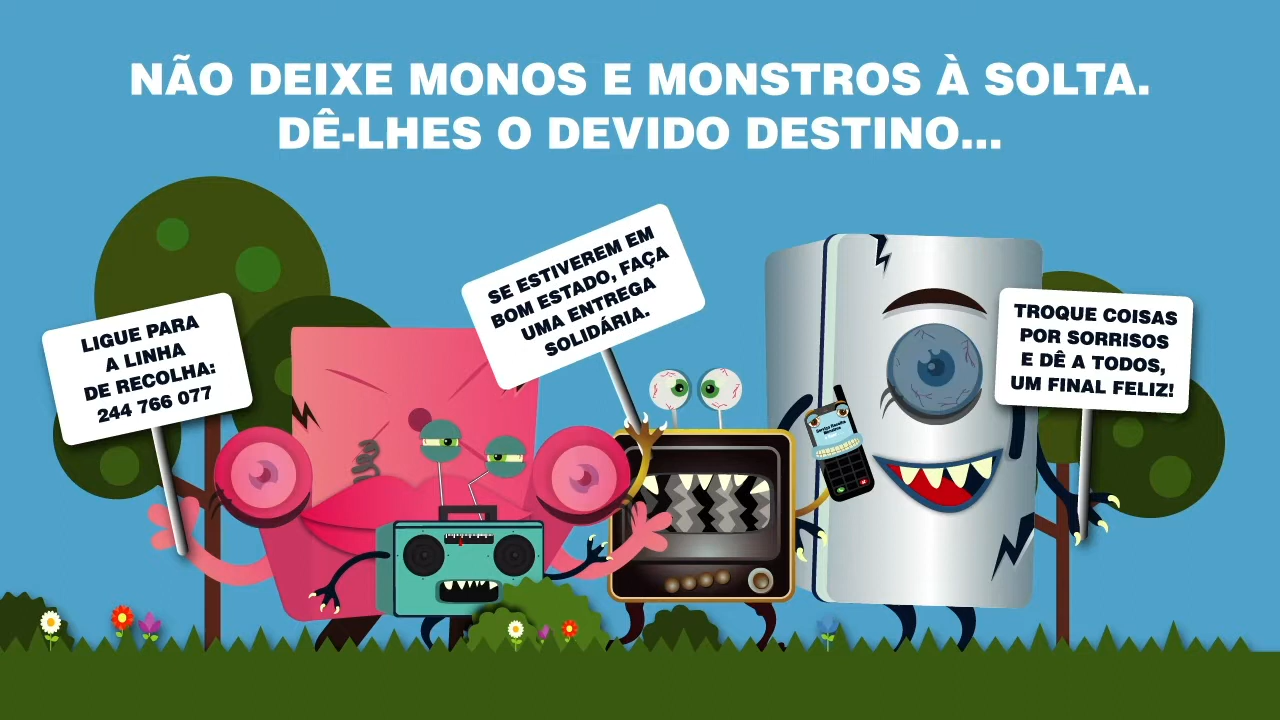 NÃO DEIXE MONOS E MONSTROS À SOLTA.
DÊ-LHES O DEVIDO DESTINO...
LIGUE PARA
A LINHA
DE RECOLHA:
244 766 077
SE ESTIVEREM EM
BOM ESTADO, FAÇA
UMA ENTREGA
SOLIDÁRIA.
TROQUE COISAS
POR SORRISOS
E DÊ A TODOS,
UM FINAL FELIZ!